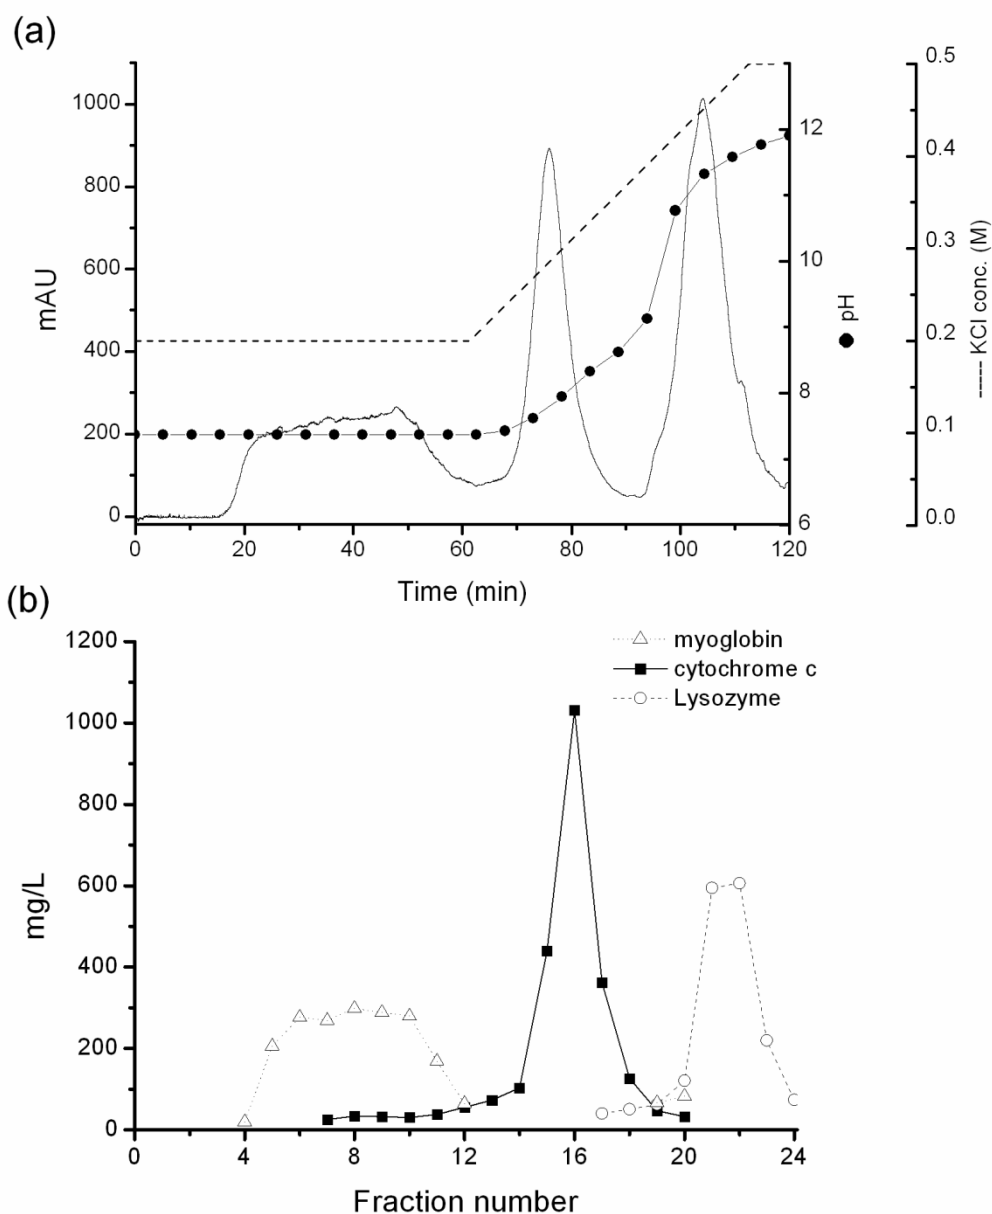 (a)
1000
800
600
400
200
0
mAU
0 20 40 60 80 100 120
Time (min)
12
10
8
6
pH
0.5
0.4
0.3
0.2
0.1
0.0
KCl conc. (M)
(b)
1200
1000
800
600
400
200
0
mg/L
myoglobin
cytochrome c
Lysozyme
0 4 8 12 16 20 24
Fraction number